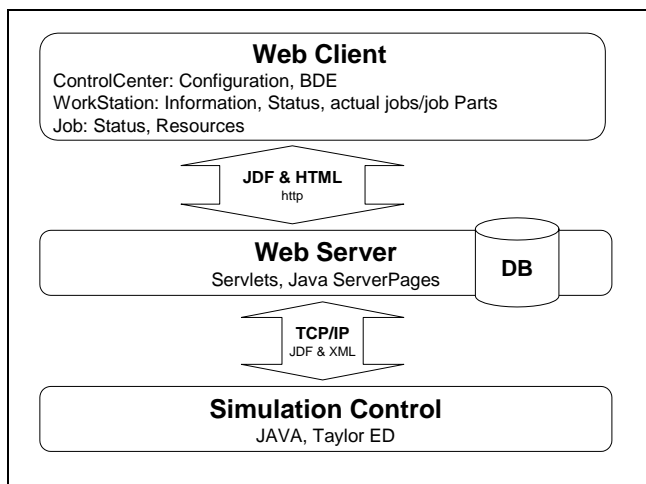 Web Client
ControlCenter: Configuration, BDE
WorkStation: Information, Status, actual jobs/job Parts
Job: Status, Resources
JDF & HTML
http
Web Server
Servlets, Java ServerPages
DB
TCP/IP
JDF & XML
Simulation Control
JAVA, Taylor ED